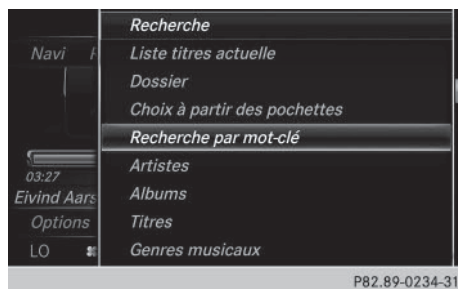 Recherche
Navi
Liste titres actuelle
Dossier
Choix à partir des pochettes
Recherche par mot-clé
Artistes
03:27
Albums
Eivind Aars
Options
Titres
LO
Genres musicaux
P82.89-0234-31